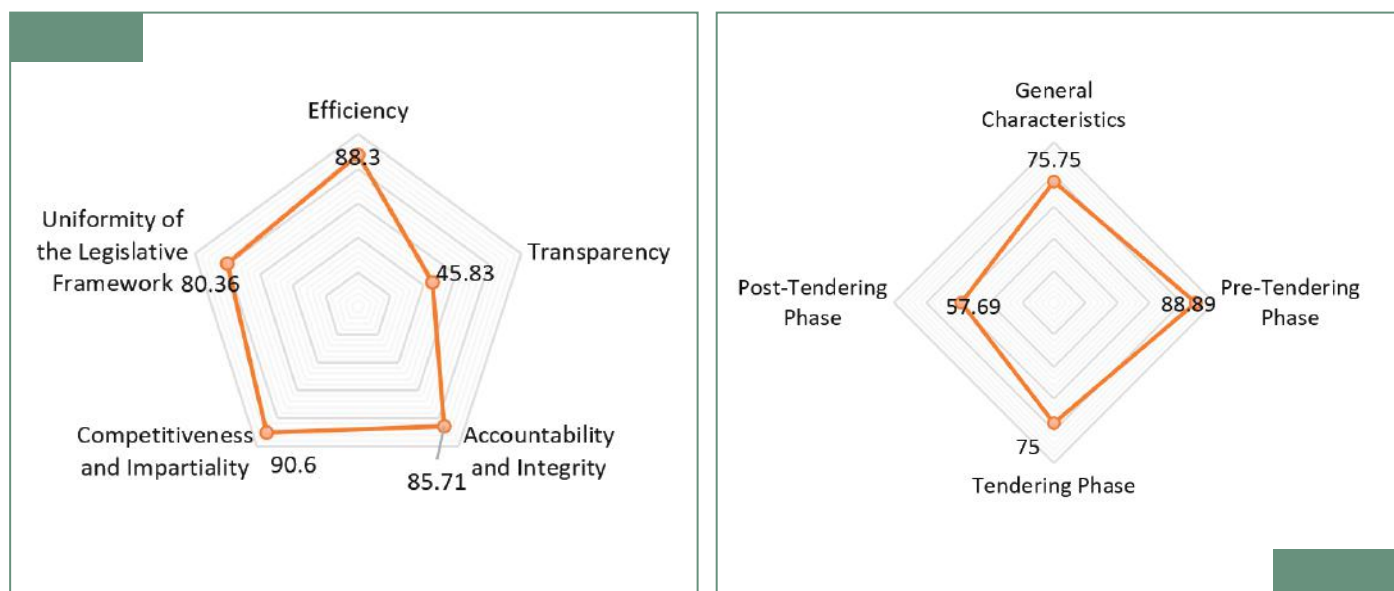 Efficiency
88.3
Uniformity of
the Legislative
Framework
80.36
Transparency
45.83
Competitiveness
and Impartiality
90.6
Accountability
and Integrity
85.71
General
Characteristics
75.75
Post-Tendering
Phase
57.69
Pre-Tendering
Phase
88.89
75
Tendering Phase